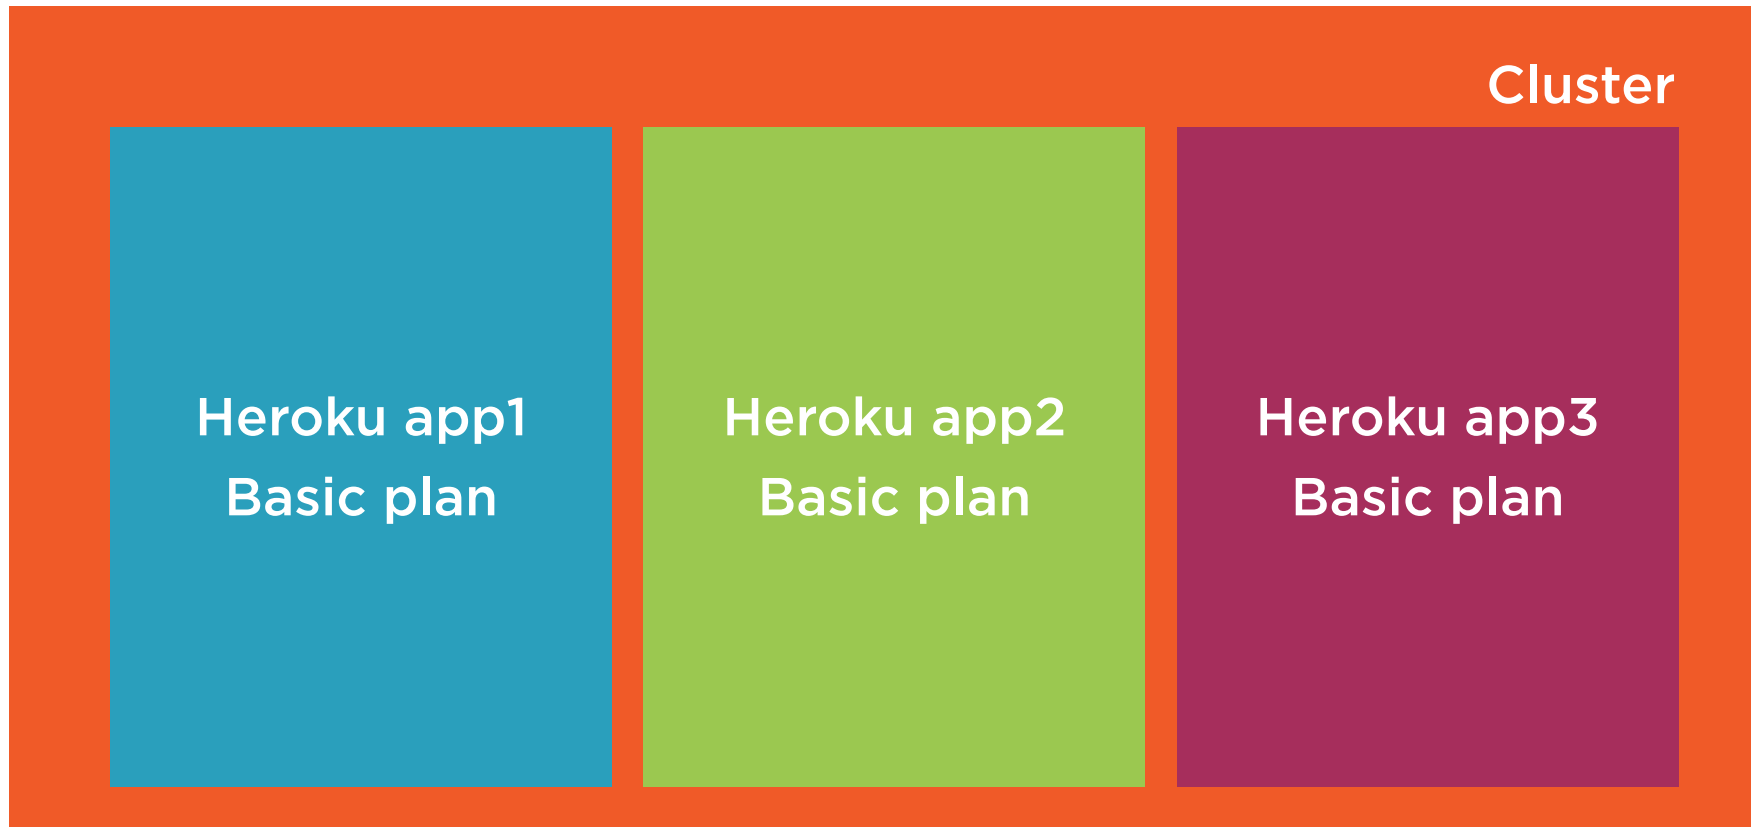 Cluster
Heroku app1
Basic plan
Heroku app2
Basic plan
Heroku app3
Basic plan